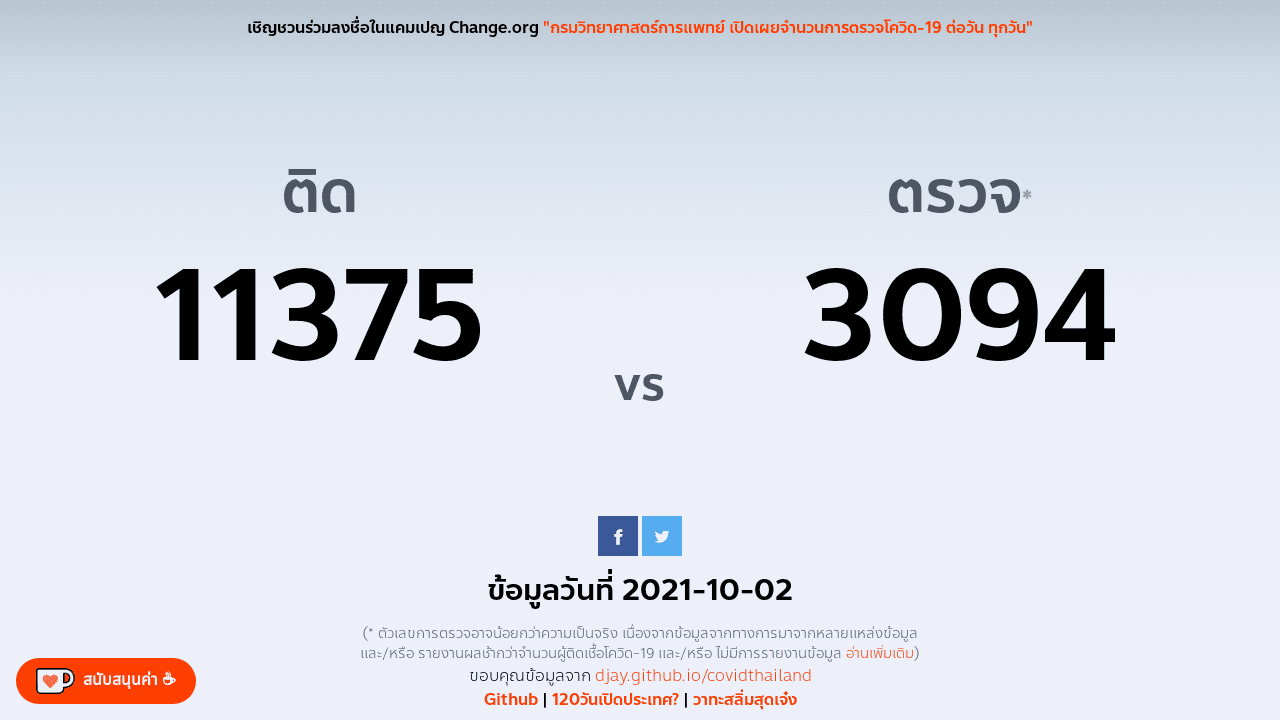 เชิญชวนร่วมลงชื่อในแคมเปญ Change.org "กรมวิทยาศาสตร์การแพทย์ เปิดเผยจำนวนการตรวจโควิด-19 ต่อวัน ทุกวัน"
ติด
ตรวจ*
11375
3094
vs
ข้อมูลวันที่ 2021-10-02
(* ตัวเลขการตรวจอาจน้อยกว่าความเป็นจริง เนื่องจากข้อมูลจากทางการมาจากหลายแหล่งข้อมูล
และ/หรือ รายงานผลช้ากว่าจำนวนผู้ติดเชื้อโควิด-19 และ/หรือ ไม่มีการรายงานข้อมูล อ่านเพิ่มเติม)
ขอบคุณข้อมูลจาก djay.github.io/covidthailand
Github | 120วันเปิดประเทศ? | วาทะสลิ่มสุดเจ๋ง
สนับสนุนค่า ☕